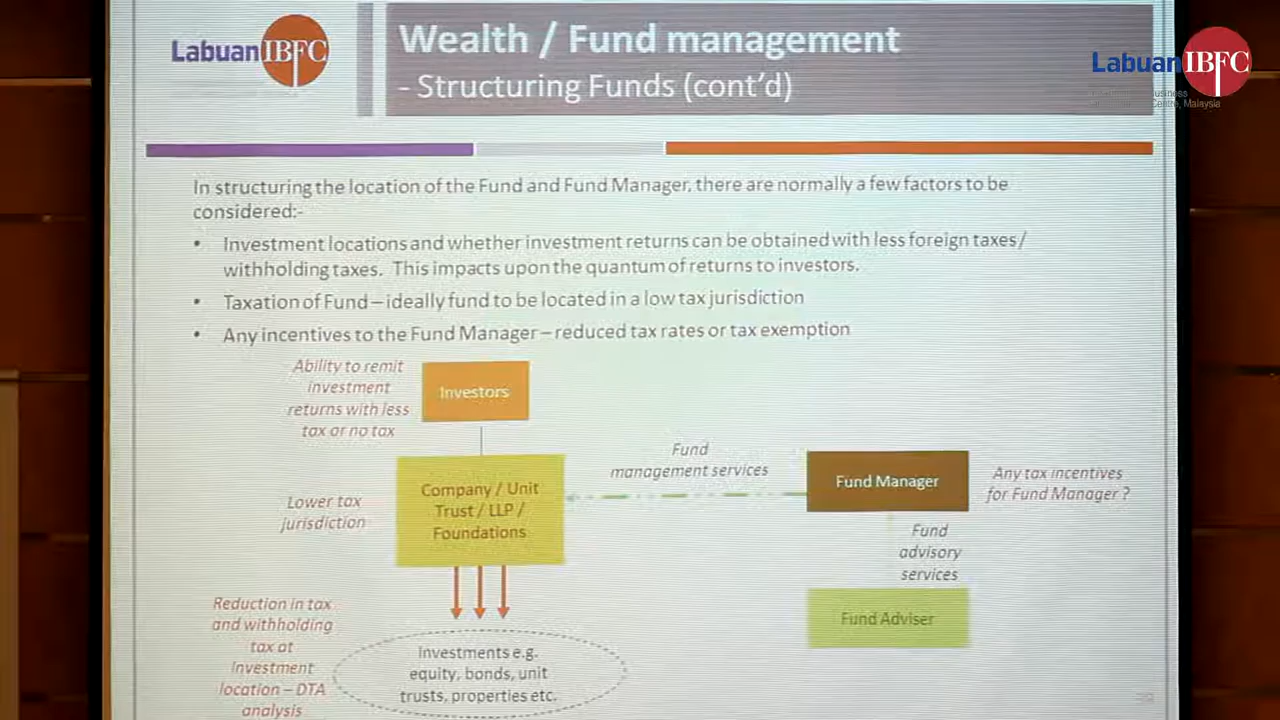 Labuan IBFC
Wealth / Fund management
- Structuring Funds (cont'd)
Labuan IBFC
Business
Centre, Malaysia
In structuring the location of the Fund and Fund Manager, there are normally a few factors to be
considered:-
• Investment locations and whether investment returns can be obtained with less foreign taxes/
withholding taxes. This impacts upon the quantum of returns to investors.
• Taxation of Fund – ideally fund to be located in a low tax jurisdiction
• Any incentives to the Fund Manager – reduced tax rates or tax exemption
Ability to remit
investment
returns with less
tax or no tax
Investors
Fund
management services
Fund Manager
Any tax incentives
for Fund Manager ?
Lower tax
jurisdiction
Company / Unit
Trust / LLP /
Foundations
Fund
advisory
services
Fund Adviser
Reduction in tax
and withholding
tax at
Investment
location – DTA
analysis
Investments e.g.
equity, bonds, unit
trusts, properties etc.